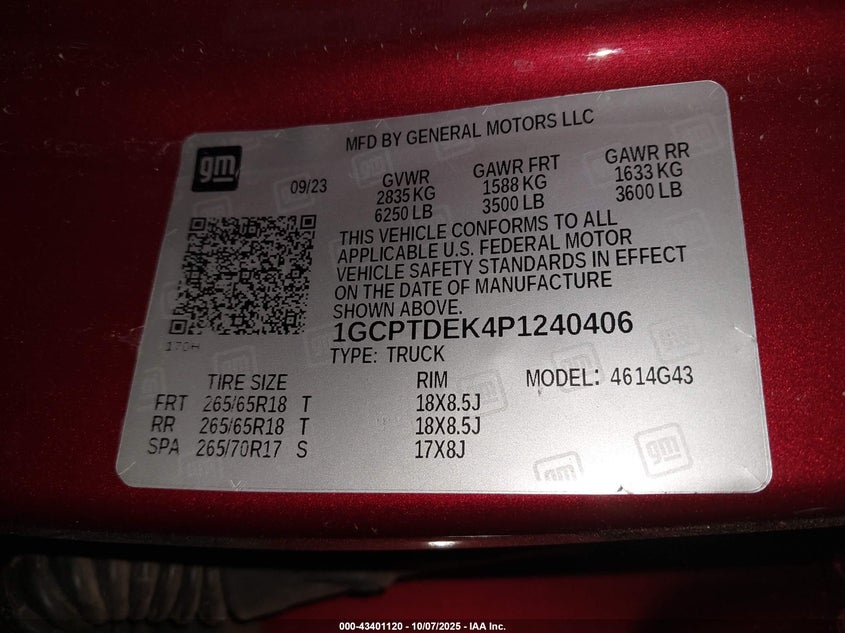 MFD BY GENERAL MOTORS LLC
gm
09/23
GVWR GAWR FRT GAWR RR
2835 KG 1588 KG 1633 KG
6250 LB 3500 LB 3600 LB
THIS VEHICLE CONFORMS TO ALL
APPLICABLE U.S. FEDERAL MOTOR
VEHICLE SAFETY STANDARDS IN EFFECT
ON THE DATE OF MANUFACTURE
SHOWN ABOVE.
170H
1GCPTDEK4P1240406
TYPE: TRUCK
TIRE SIZE RIM MODEL: 4614G43
FRT 265/65R18 T 18X8.5J
RR 265/65R18 T 18X8.5J
SPA 265/70R17 S 17X8J
gm
gm
000-43401120 - 10/07/2025 - IAA Inc.